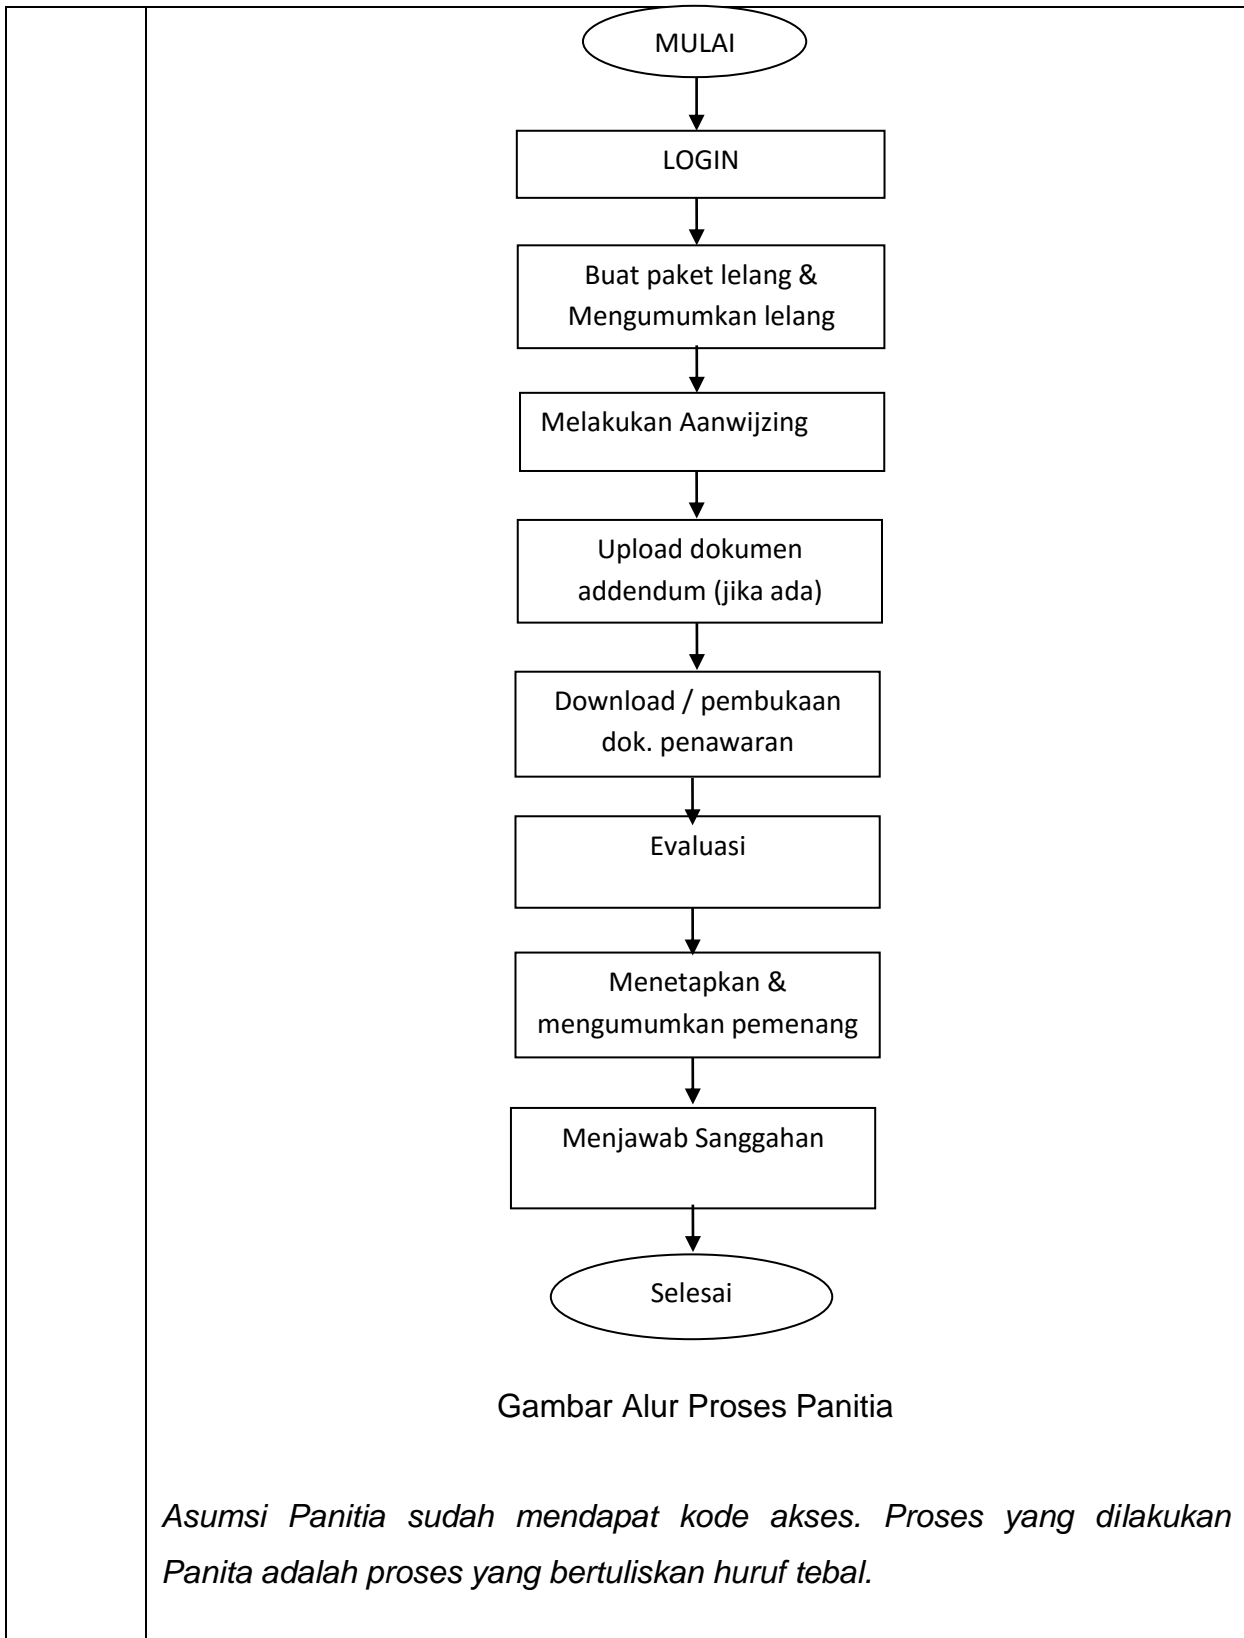 MULAI
LOGIN
Buat paket lelang &
Mengumumkan lelang
Melakukan Aanwijzing
Upload dokumen
addendum (jika ada)
Download / pembukaan
dok. penawaran
Evaluasi
Menetapkan &
mengumumkan pemenang
Menjawab Sanggahan
Selesai
Gambar Alur Proses Panitia
Asumsi Panitia sudah mendapat kode akses. Proses yang dilakukan
Panita adalah proses yang bertuliskan huruf tebal.